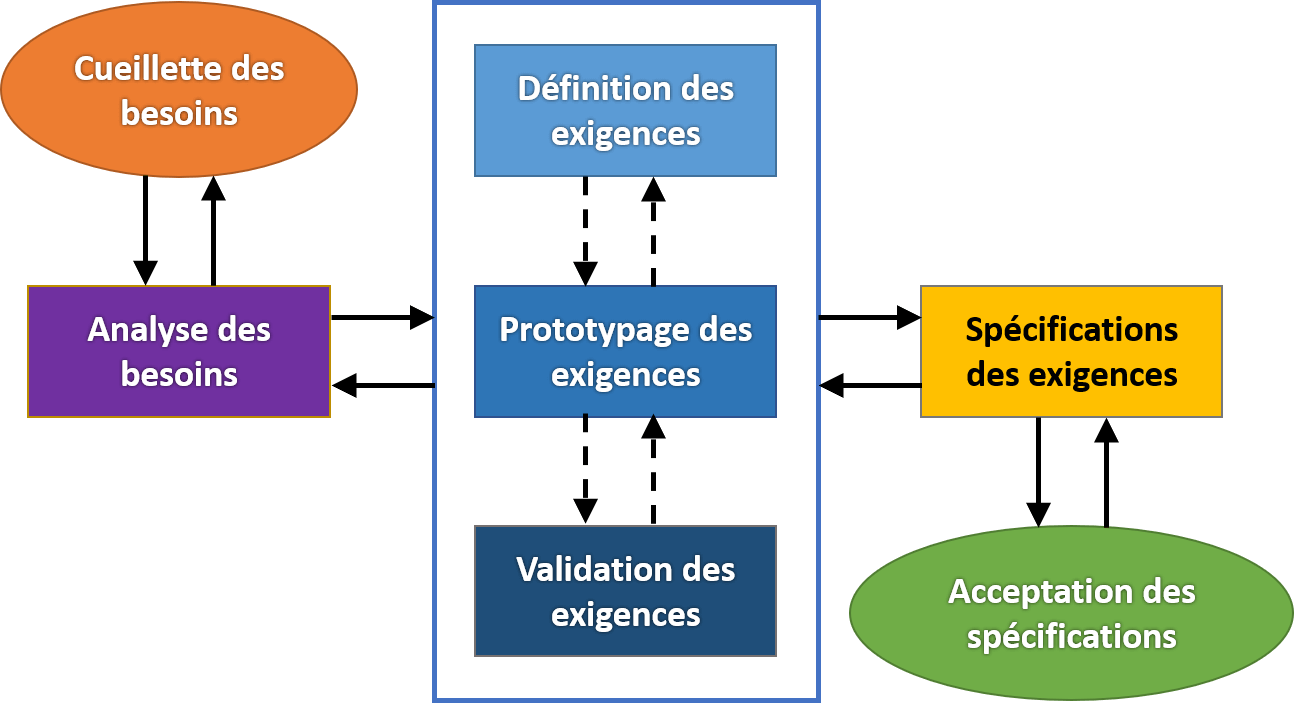 Cueillette des
besoins
Analyse des
besoins
Définition des
exigences
Prototypage des
exigences
Validation des
exigences
Spécifications
des exigences
Acceptation des
spécifications